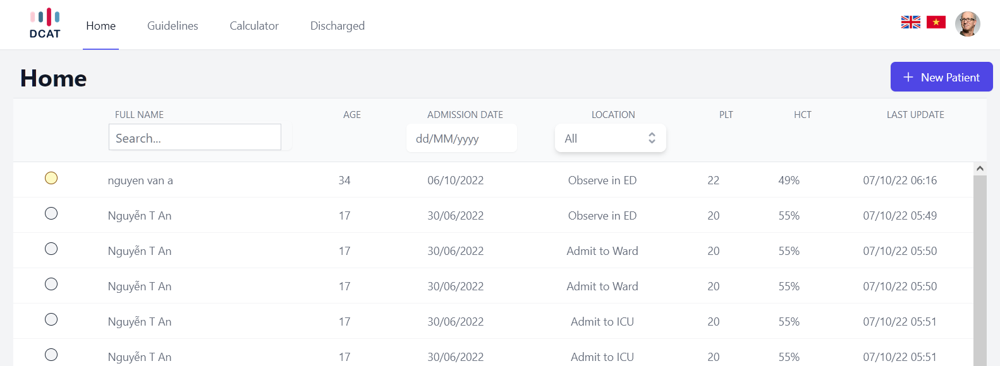 DCAT
Home Guidelines Calculator Discharged
Home
New Patient
FULL NAME AGE ADMISSION DATE LOCATION PLT HCT LAST UPDATE
Search... dd/MM/yyyy All
nguyen van a 34 06/10/2022 Observe in ED 22 49% 07/10/22 06:16
Nguyễn T An 17 30/06/2022 Observe in ED 20 55% 07/10/22 05:49
Nguyễn T An 17 30/06/2022 Admit to Ward 20 55% 07/10/22 05:50
Nguyễn T An 17 30/06/2022 Admit to Ward 20 55% 07/10/22 05:50
Nguyễn T An 17 30/06/2022 Admit to ICU 20 55% 07/10/22 05:51
Nguyễn T An 17 30/06/2022 Admit to ICU 20 55% 07/10/22 05:51